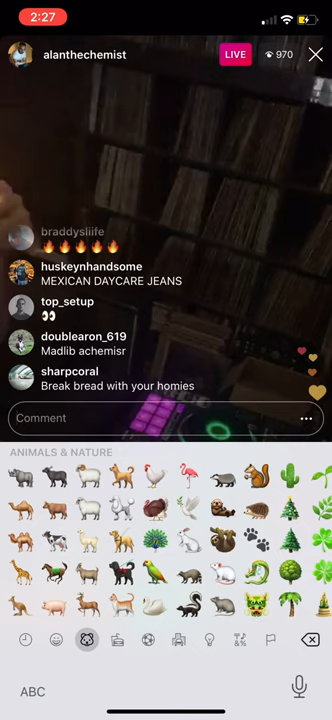 2:27
alanthechemist
LIVE
970
braddysliife
🔥🔥🔥🔥🔥
huskeynhandsome
MEXICAN DAYCARE JEANS
top_setup
👀
doublearon_619
Madlib achemisr
sharpcoral
Break bread with your homies
Comment
ANIMALS & NATURE
ABC